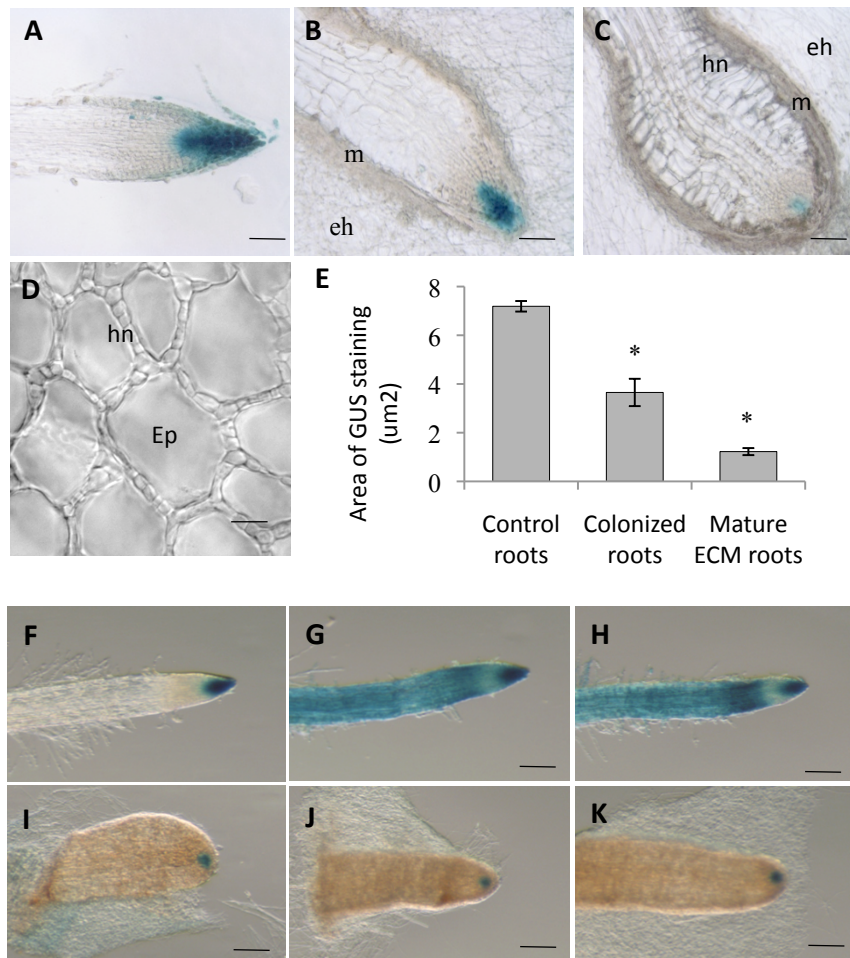 A
B
C
eh
hn
m
m
eh
D
hn
Ep
E
Area of GUS staining
(um2)
8
6
4
2
0
*
*
Control
roots
Colonized
roots
Mature
ECM roots
F
G
H
I
J
K